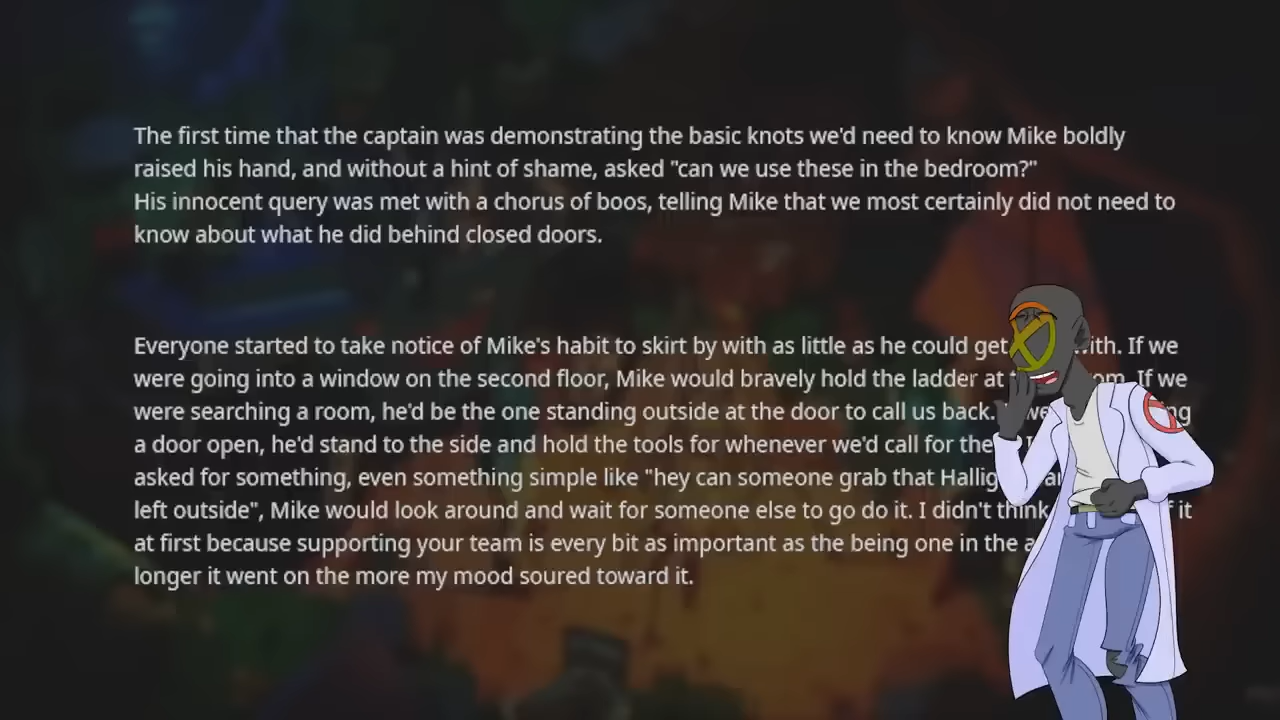 The first time that the captain was demonstrating the basic knots we'd need to know Mike boldly
raised his hand, and without a hint of shame, asked "can we use these in the bedroom?"
His innocent query was met with a chorus of boos, telling Mike that we most certainly did not need to
know about what he did behind closed doors.
Everyone started to take notice of Mike's habit to skirt by with as little as he could get with. If we
were going into a window on the second floor, Mike would bravely hold the ladder at If we
were searching a room, he'd be the one standing outside at the door to call us back.
a door open, he'd stand to the side and hold the tools for whenever we'd call for
asked for something, even something simple like "hey can someone grab that
left outside", Mike would look around and wait for someone else to go do it. I didn't think it
at first because supporting your team is every bit as important as the being one in the
longer it went on the more my mood soured toward it.